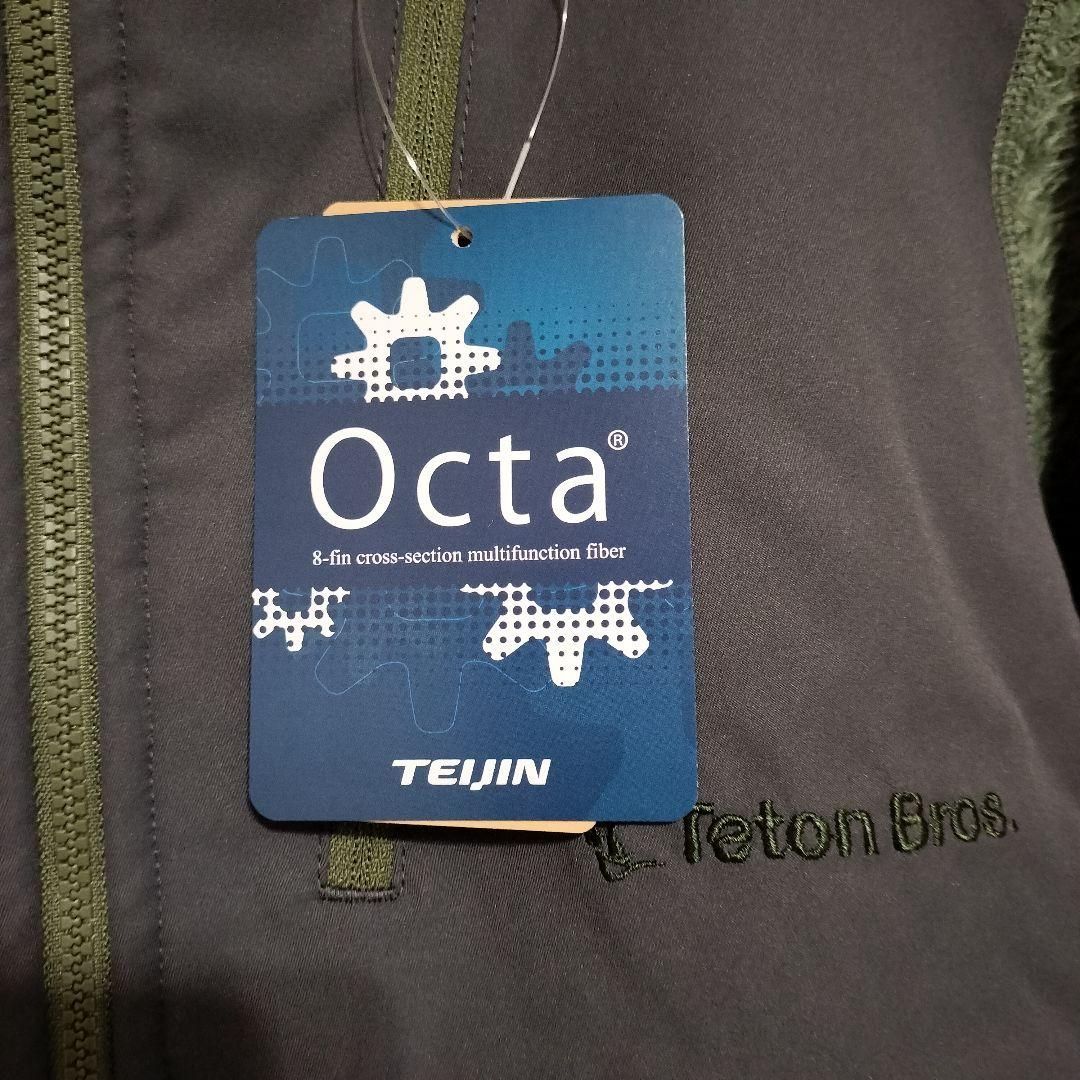 Octa®
8-fin cross-section multifunction fiber
TEIJIN
Teton Bros.